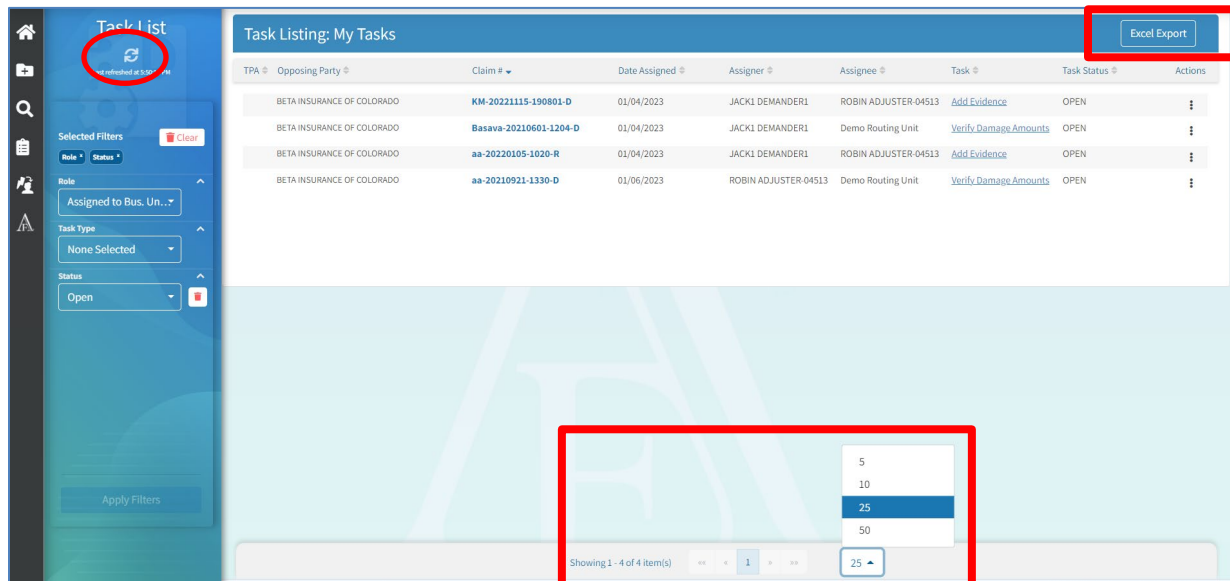 Task List
refreshed at 5:50
Selected Filters
Clear
Role x Status x
Role
Assigned to Bus. Un...
Task Type
None Selected
Status
Open
Apply Filters
Task Listing: My Tasks
Excel Export
TPA Opposing Party Claim # Date Assigned Assigner Assignee Task Task Status Actions
BETA INSURANCE OF COLORADO KM-20221115-190801-D 01/04/2023 JACK1 DEMANDER1 ROBIN ADJUSTER-04513 Add Evidence OPEN
BETA INSURANCE OF COLORADO Basava-20210601-1204-D 01/04/2023 JACK1 DEMANDER1 Demo Routing Unit Verify Damage Amounts OPEN
BETA INSURANCE OF COLORADO aa-20220105-1020-R 01/04/2023 JACK1 DEMANDER1 ROBIN ADJUSTER-04513 Add Evidence OPEN
BETA INSURANCE OF COLORADO aa-20210921-1330-D 01/06/2023 ROBIN ADJUSTER-04513 Demo Routing Unit Verify Damage Amounts OPEN
5
10
25
50
Showing 1 - 4 of 4 item(s) «« « 1 » »» 25